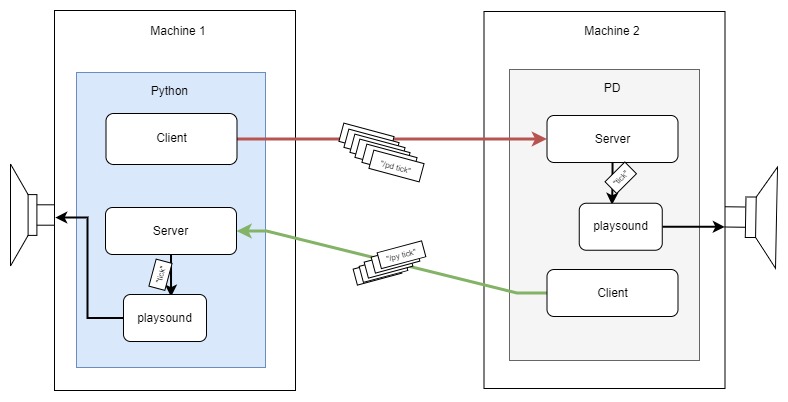 Machine 1
Python
Client
Server
"tick"
playsound
"/pd tick"
"/py tick"
Machine 2
PD
Server
"tick"
playsound
Client